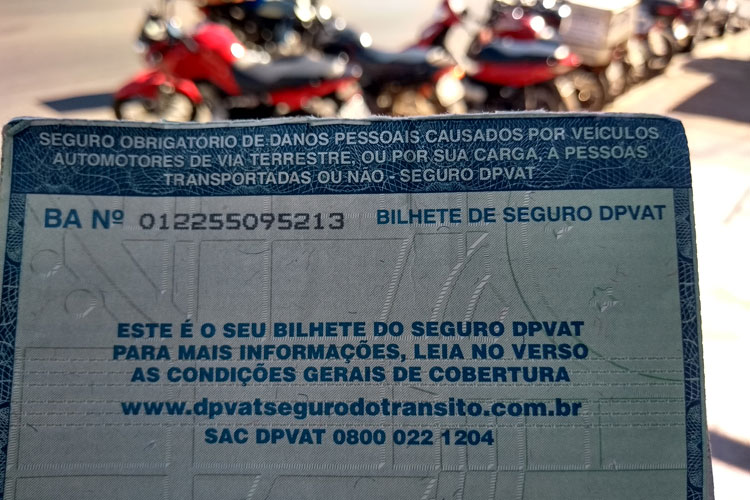 SEGURO OBRIGATÓRIO DE DANOS PESSOAIS CAUSADOS POR VEÍCULOS
AUTOMOTORES DE VIA TERRESTRE, OU POR SUA CARGA, A PESSOAS
TRANSPORTADAS OU NÃO - SEGURO DPVAT
BA Nº 012255095213 BILHETE DE SEGURO DPVAT
ESTE É O SEU BILHETE DO SEGURO DPVAT
PARA MAIS INFORMAÇÕES, LEIA NO VERSO
AS CONDIÇÕES GERAIS DE COBERTURA
www.dpvatsegurodotransito.com.br
SAC DPVAT 0800 022 1204